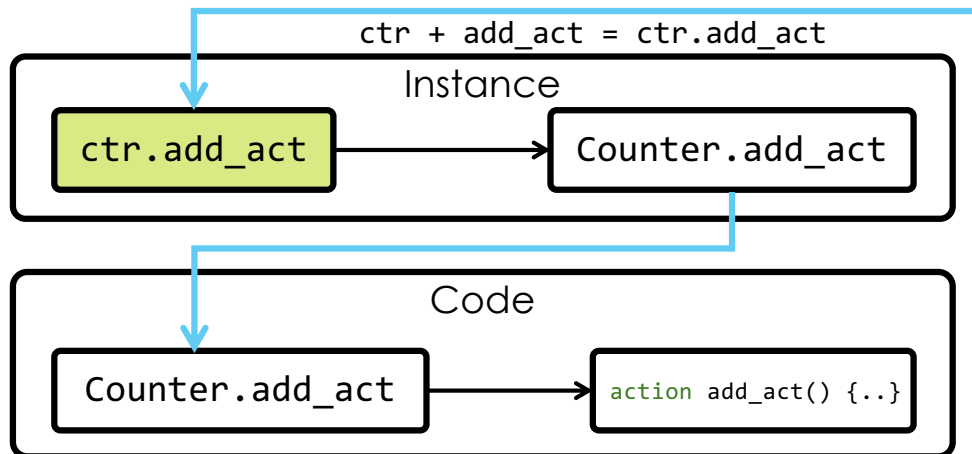 ctr + add_act = ctr.add_act
Instance
ctr.add_act
Counter.add_act
Code
Counter.add_act
action add_act() {..}